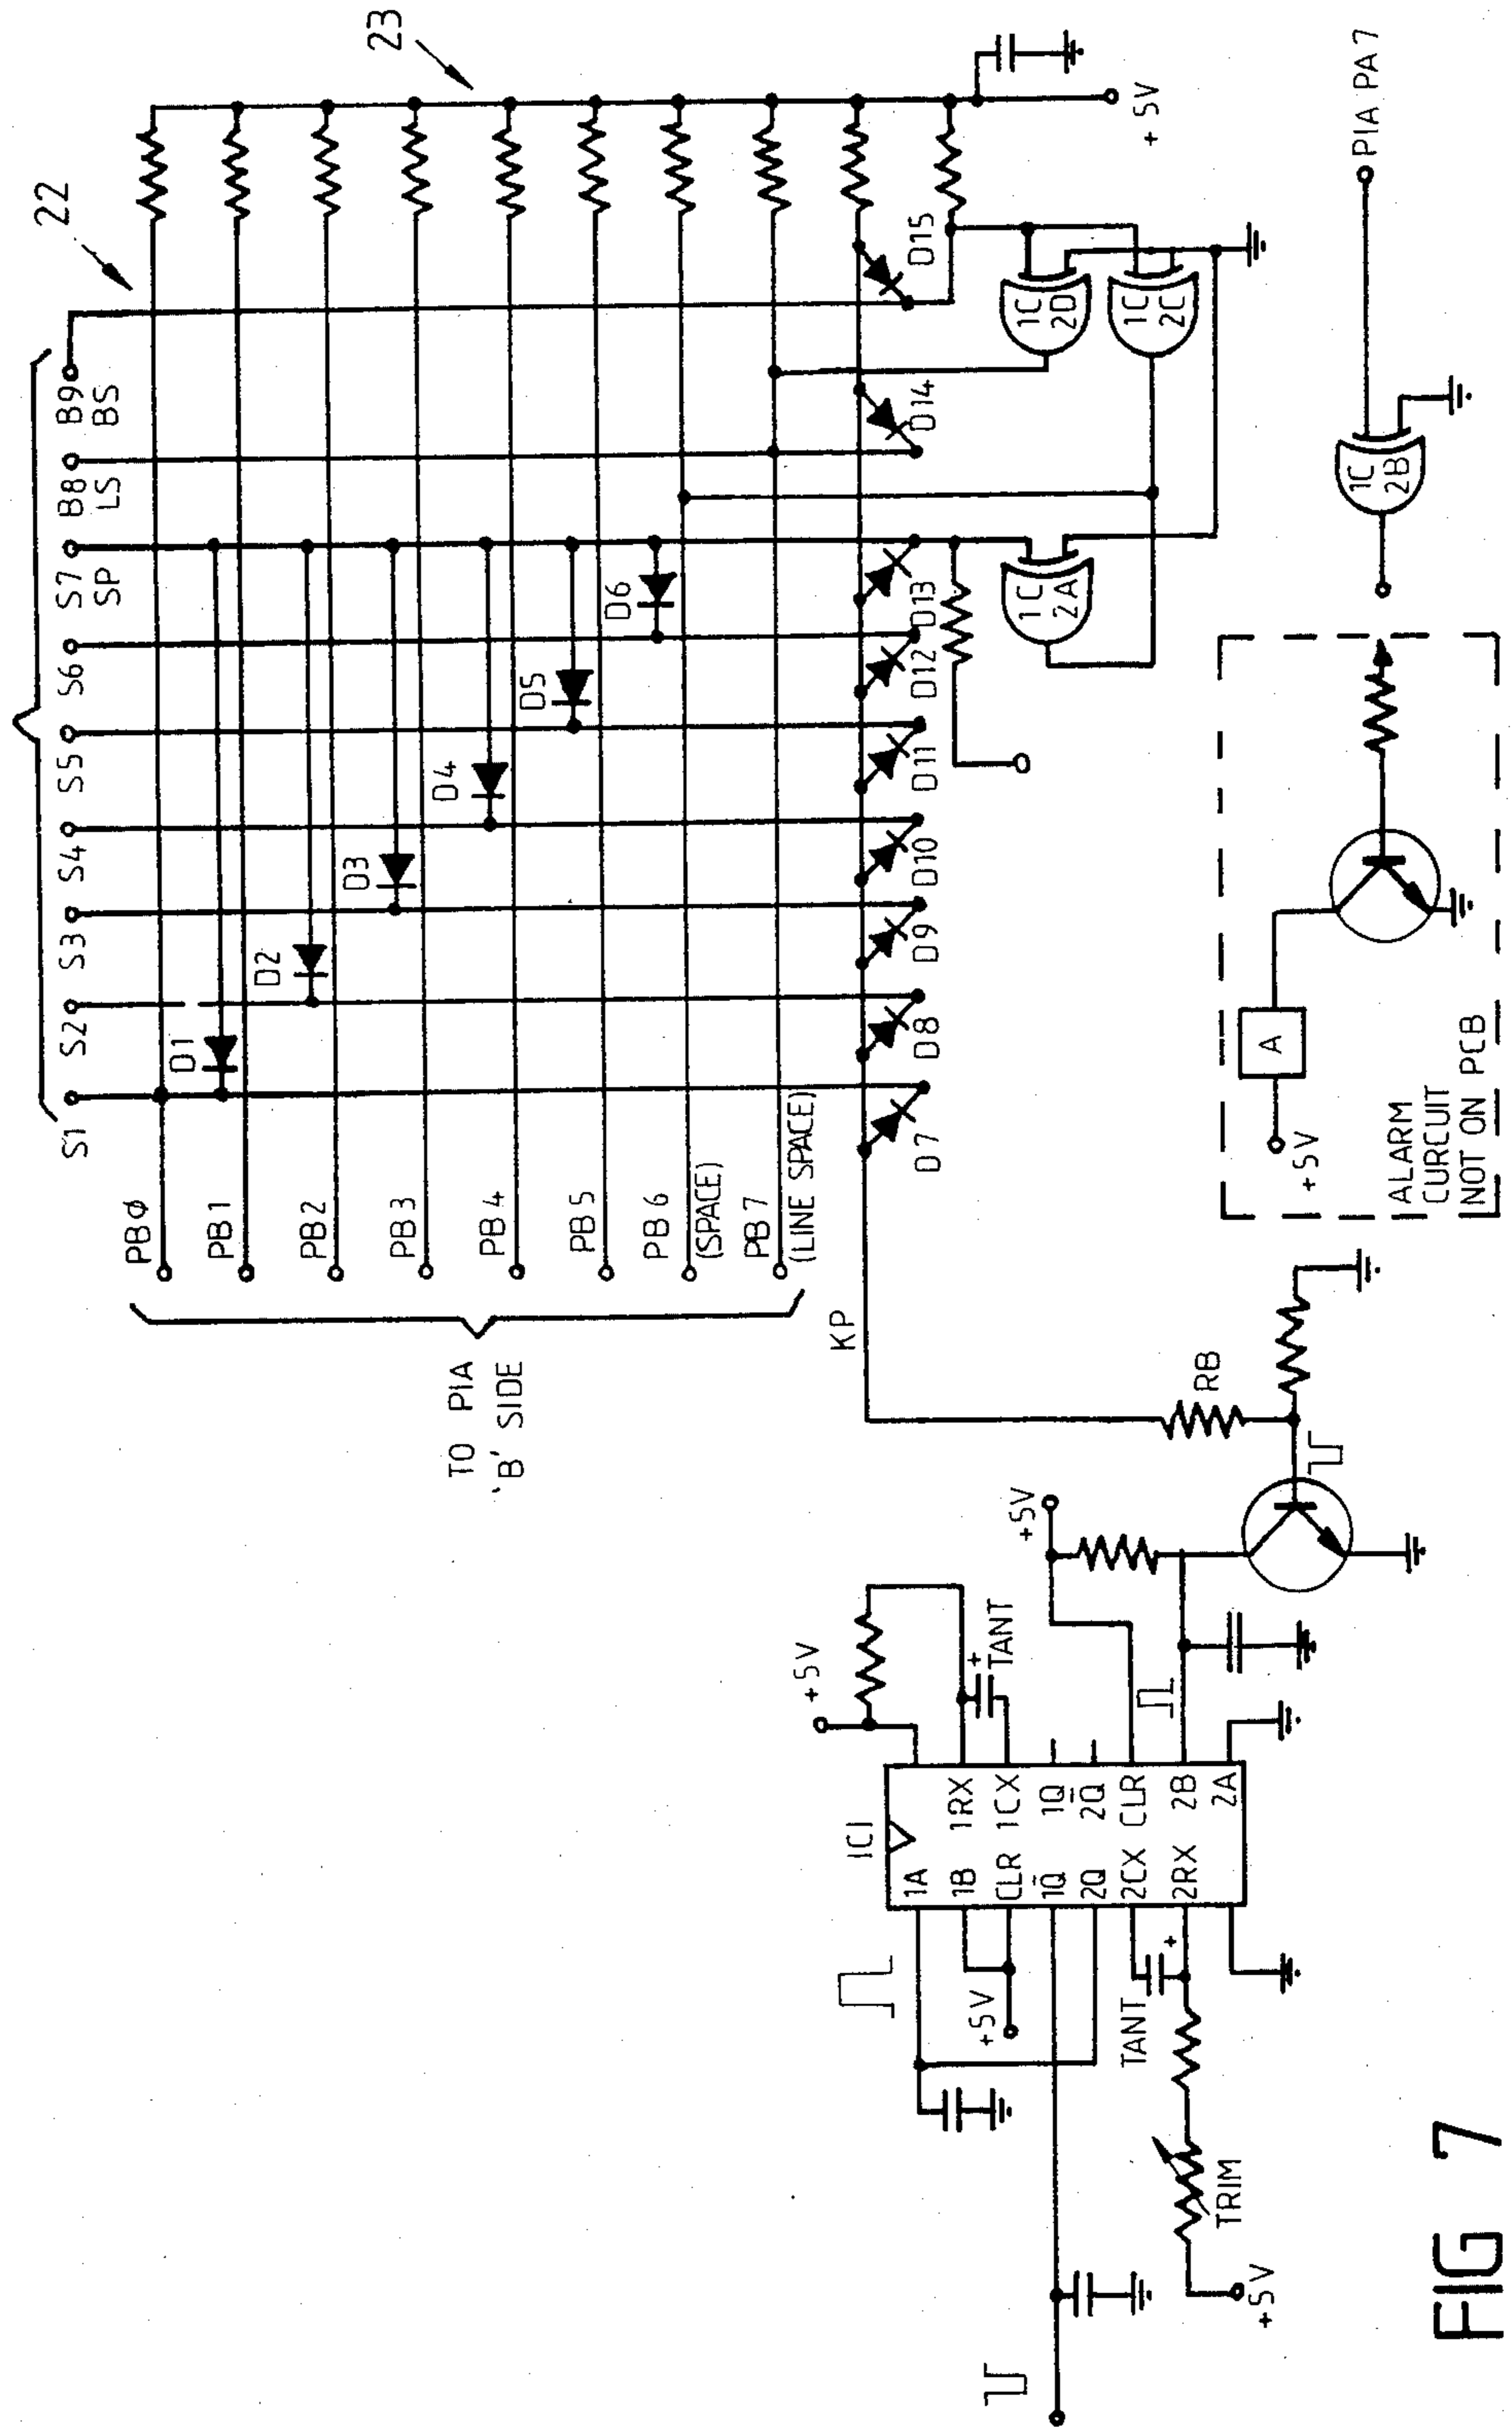 22
23
S1
S2
S3
S4
S5
S6
S7
SP
B8
LS
B9
BS
PBϕ
PB1
PB2
PB3
PB4
PB5
PB6
(SPACE)
PB7
(LINE SPACE)
TO PIA
'B' SIDE
D1
D2
D3
D4
D5
D6
D7
D8
D9
D10
D11
D12
D13
D14
D15
+5V
KP
RB
1C
2D
1C
2C
1C
2A
1C
2B
PIA PA7
+5V
A
ALARM
CURCUIT
NOT ON PCB
+5V
+5V
+
TANT
IC1
1A
1B
CLR
1Q̄
2Q
2CX
2RX
1RX
1CX
1Q
2Q̄
CLR
2B
2A
+5V
TANT
+
TRIM
+5V
FIG 7